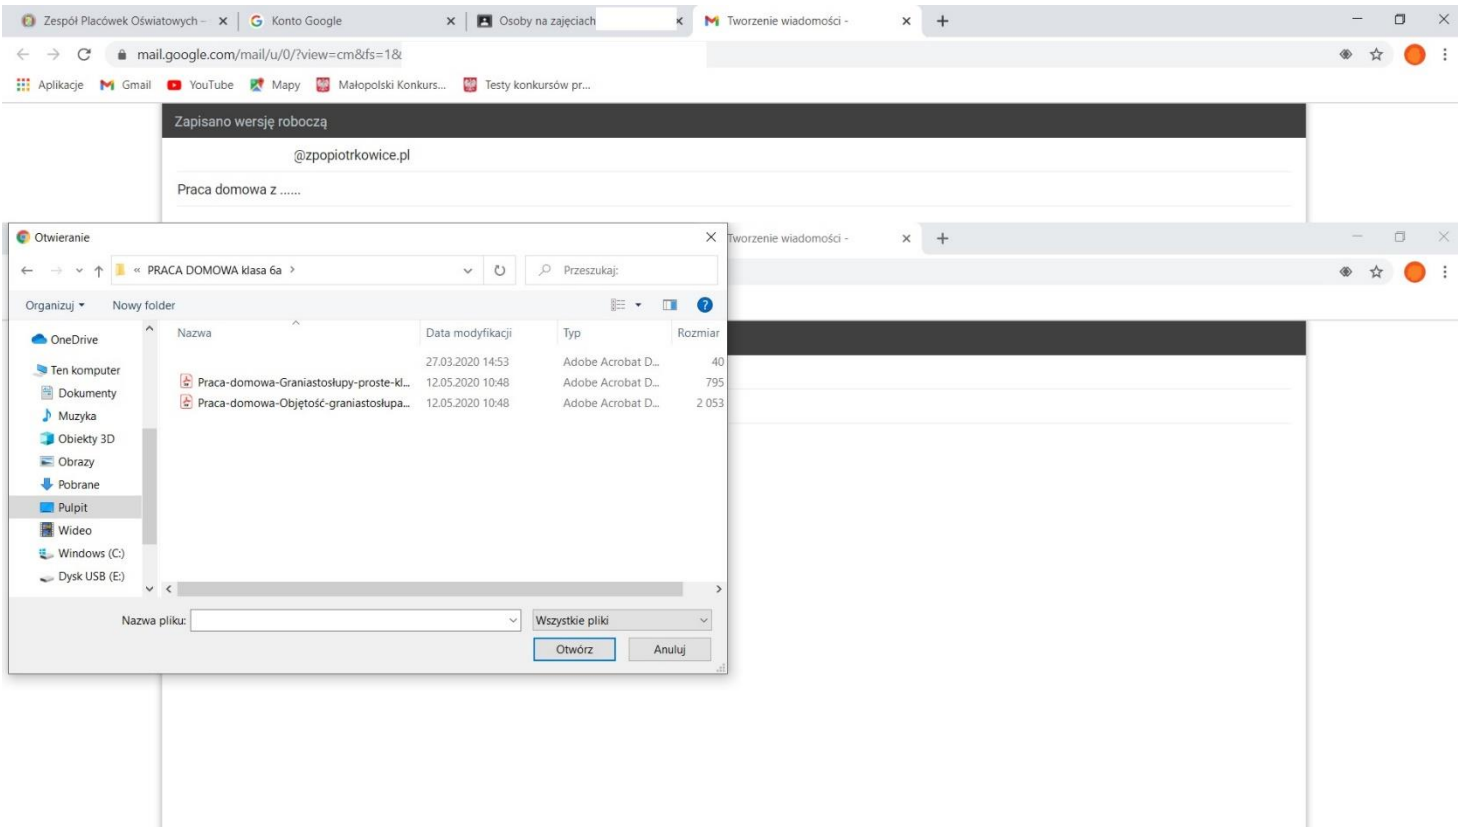 Zespół Placówek Oświatowych –
Konto Google
Osoby na zajęciach
Tworzenie wiadomości -
mail.google.com/mail/u/0/?view=cm&fs=1&
Aplikacje
Gmail
YouTube
Mapy
Małopolski Konkurs...
Testy konkursów pr...
Zapisano wersję roboczą
@zpopiotrkowice.pl
Praca domowa z ......
Otwieranie
Tworzenie wiadomości -
« PRACA DOMOWA klasa 6a >
Przeszukaj:
Organizuj
Nowy folder
?
Nazwa
Data modyfikacji
Typ
Rozmiar
27.03.2020 14:53 Adobe Acrobat D... 40
Praca-domowa-Graniastosłupy-proste-kl... 12.05.2020 10:48 Adobe Acrobat D... 795
Praca-domowa-Objętość-graniastosłupa... 12.05.2020 10:48 Adobe Acrobat D... 2 053
OneDrive
Ten komputer
Dokumenty
Muzyka
Obiekty 3D
Obrazy
Pobrane
Pulpit
Wideo
Windows (C:)
Dysk USB (E:)
Nazwa pliku:
Wszystkie pliki
Otwórz
Anuluj